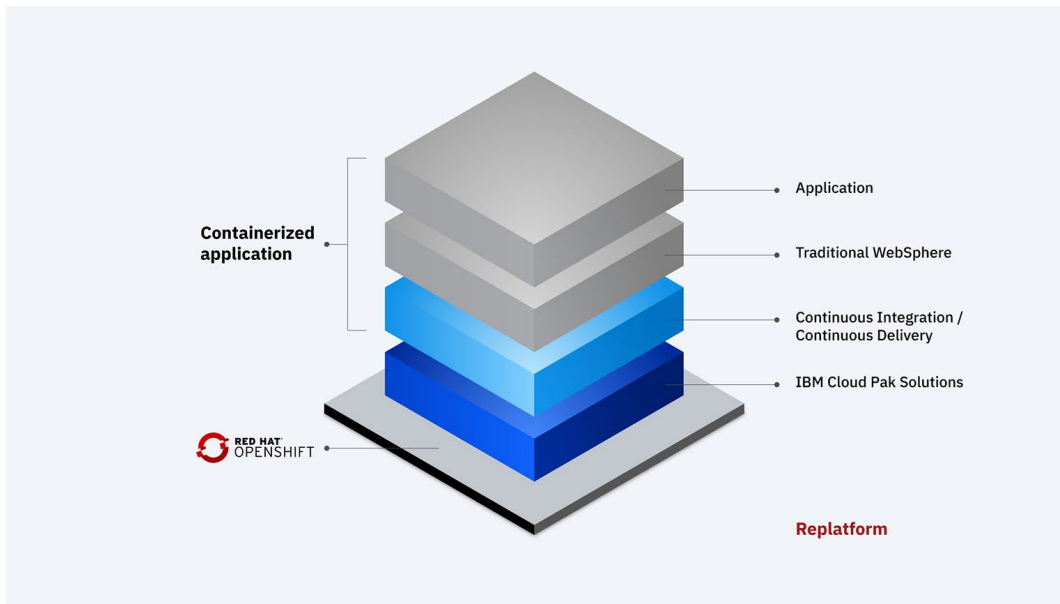 Application
Containerized
application
Traditional WebSphere
Continuous Integration /
Continuous Delivery
IBM Cloud Pak Solutions
RED HAT
OPENSHIFT
Replatform